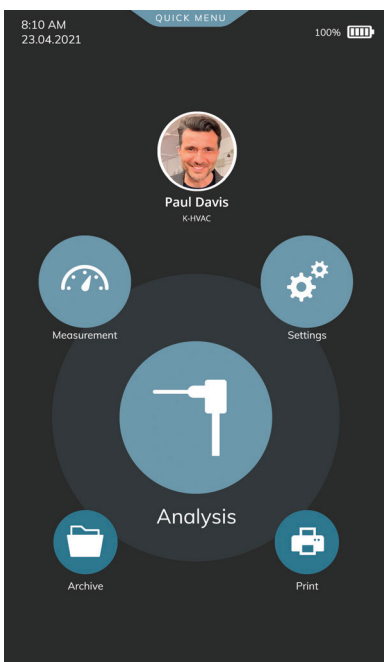 QUICK MENU
8:10 AM
23.04.2021
100%
Paul Davis
K-HVAC
Measurement
Settings
Analysis
Archive
Print